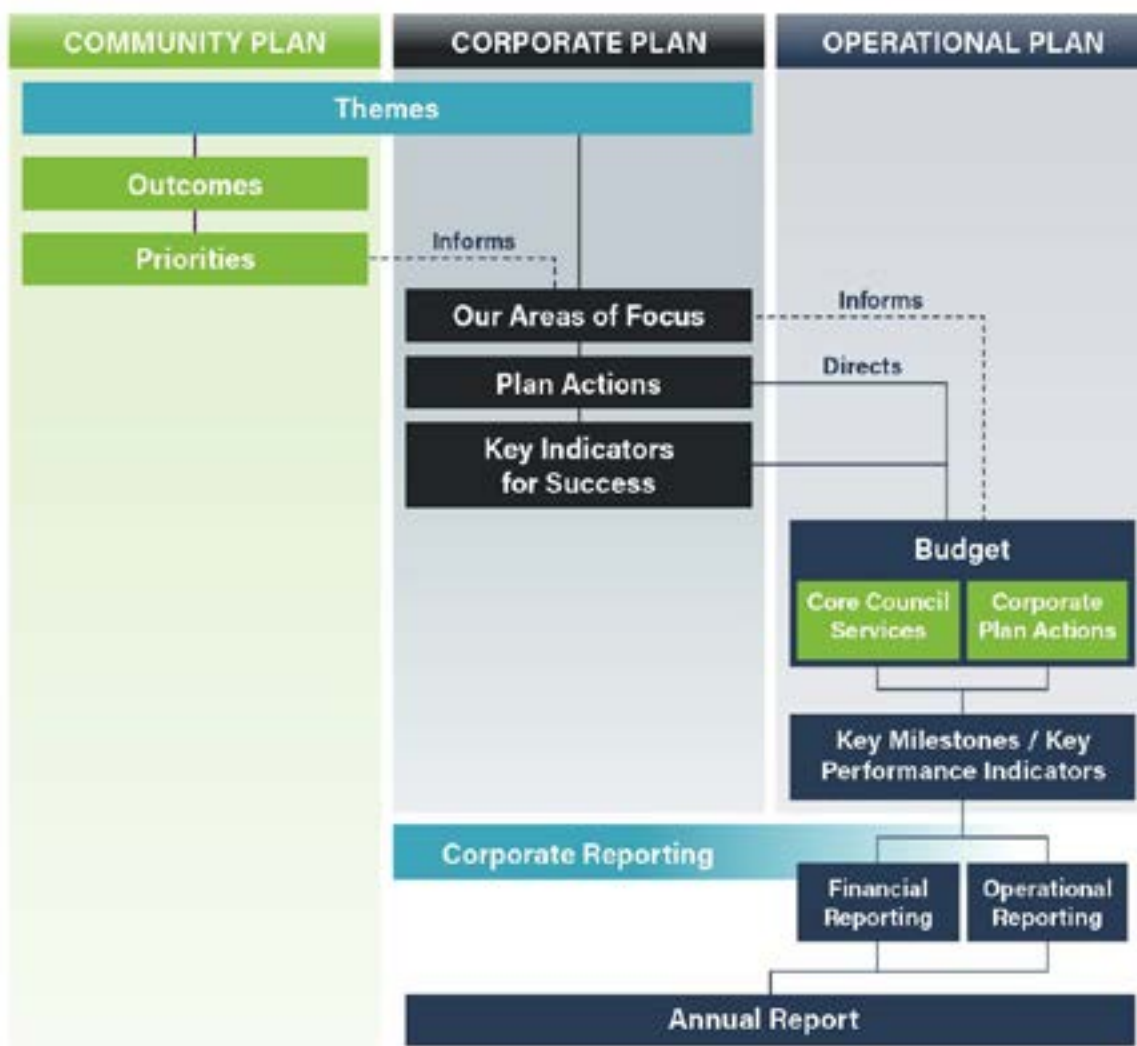 COMMUNITY PLAN
CORPORATE PLAN
OPERATIONAL PLAN
Themes
Outcomes
Priorities
Informs
Our Areas of Focus
Informs
Plan Actions
Directs
Key Indicators
for Success
Budget
Core Council
Services
Corporate
Plan Actions
Key Milestones / Key
Performance Indicators
Corporate Reporting
Financial
Reporting
Operational
Reporting
Annual Report